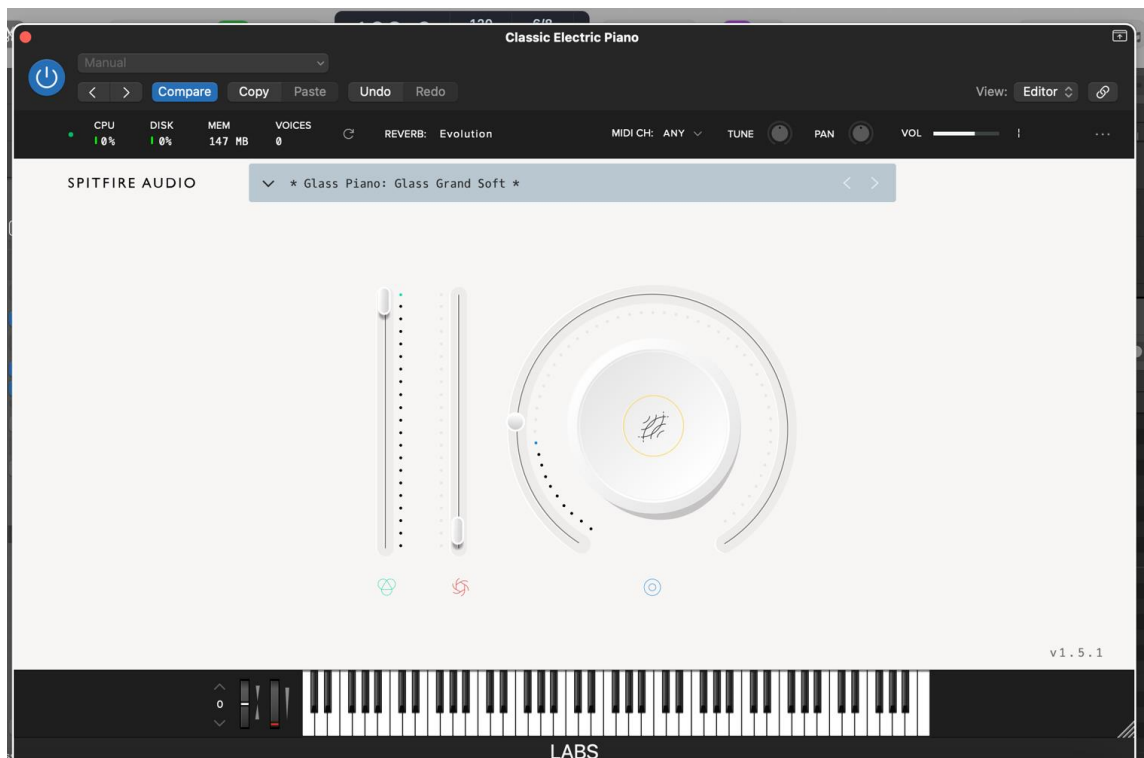 Classic Electric Piano
Manual
Compare Copy Paste Undo Redo View: Editor
CPU DISK MEM VOICES
0% 0% 147 MB 0
REVERB: Evolution MIDI CH: ANY TUNE PAN VOL
SPITFIRE AUDIO
* Glass Piano: Glass Grand Soft *
v1.5.1
0
LABS